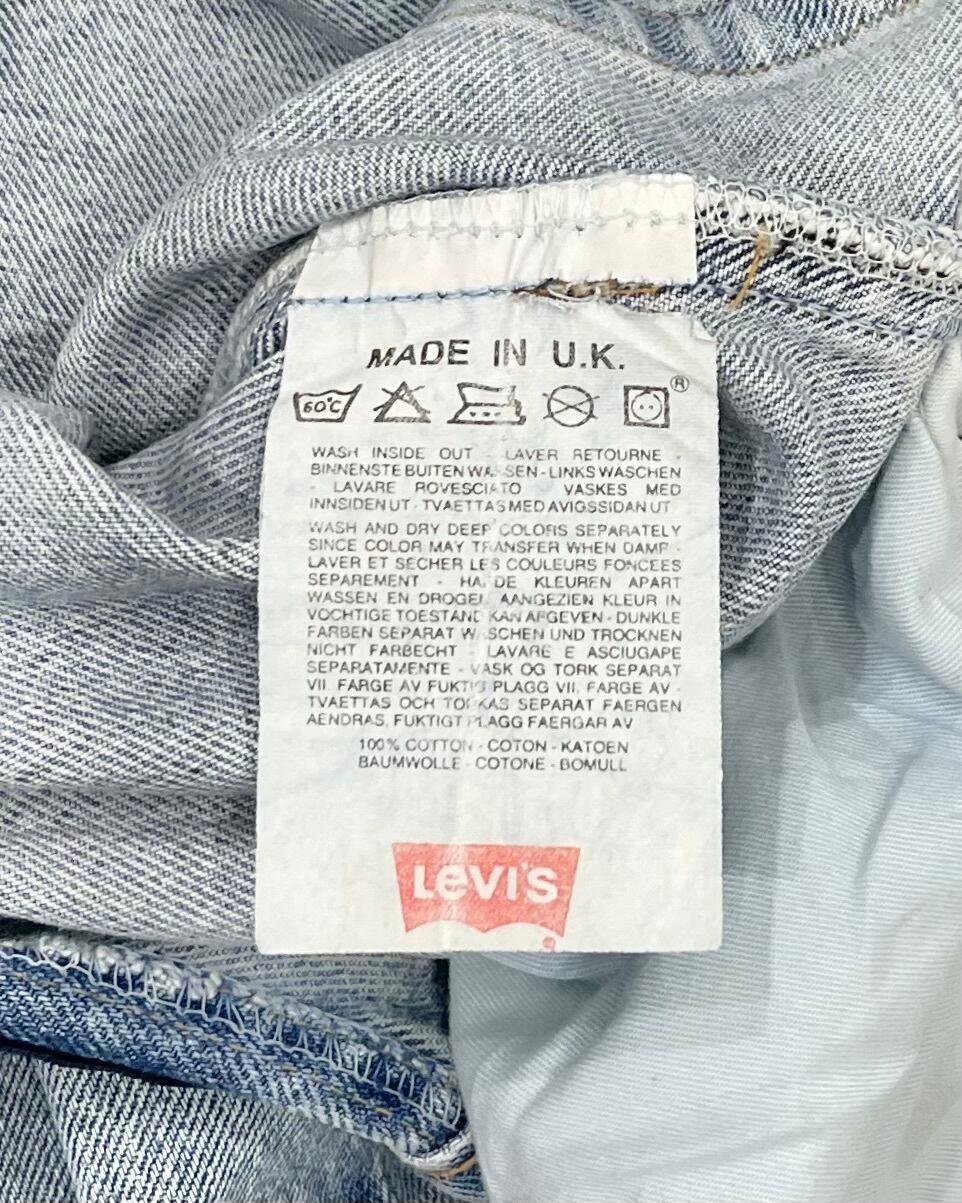 MADE IN U.K.
60°C ®
WASH INSIDE OUT - LAVER RETOURNE -
BINNENSTE BUITEN WASSEN - LINKS WASCHEN
- LAVARE ROVESCIATO VASKES MED
INNSIDEN UT - TVAETTAS MED AVIGSSIDAN UT
WASH AND DRY DEEP COLORS SEPARATELY
SINCE COLOR MAY TRANSFER WHEN DAMP -
LAVER ET SECHER LES COULEURS FONCEES
SEPAREMENT - DE KLEUREN APART
WASSEN EN DROGEN AANGEZIEN KLEUR IN
VOCHTIGE TOESTAND KAN AFGEVEN - DUNKLE
FARBEN SEPARAT WASCHEN UND TROCKNEN
NICHT FARBECHT - LAVARE E ASCIUGAPE
SEPARATAMENTE - VASK OG TORK SEPARAT
VII. FARGE AV FUKTIG PLAGG VII. FARGE AV -
TVAETTAS OCH TORKAS SEPARAT FAERGEN
AENDRAS, FUKTIGT PLAGG FAERGAR AV
100% COTTON - COTON - KATOEN
BAUMWOLLE - COTONE - BOMULL
LEVI'S
®